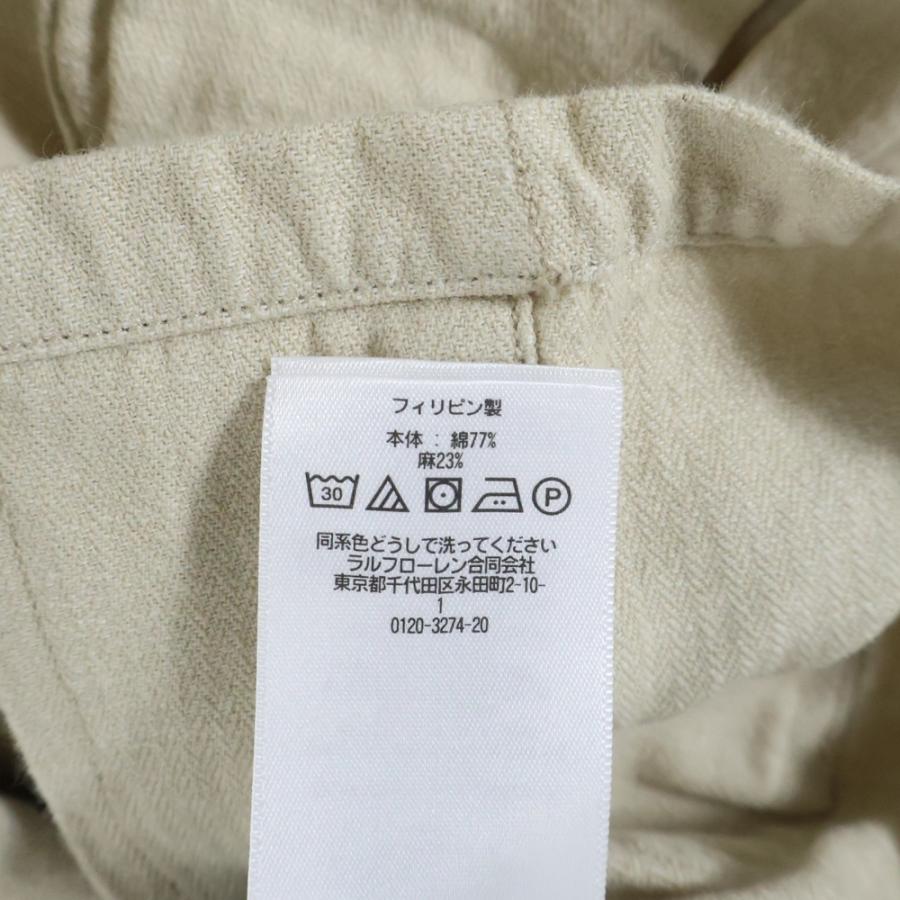 フィリピン製
本体 : 綿77%
麻23%
30 P
同系色どうしで洗ってください
ラルフローレン合同会社
東京都千代田区永田町2-10-
1
0120-3274-20